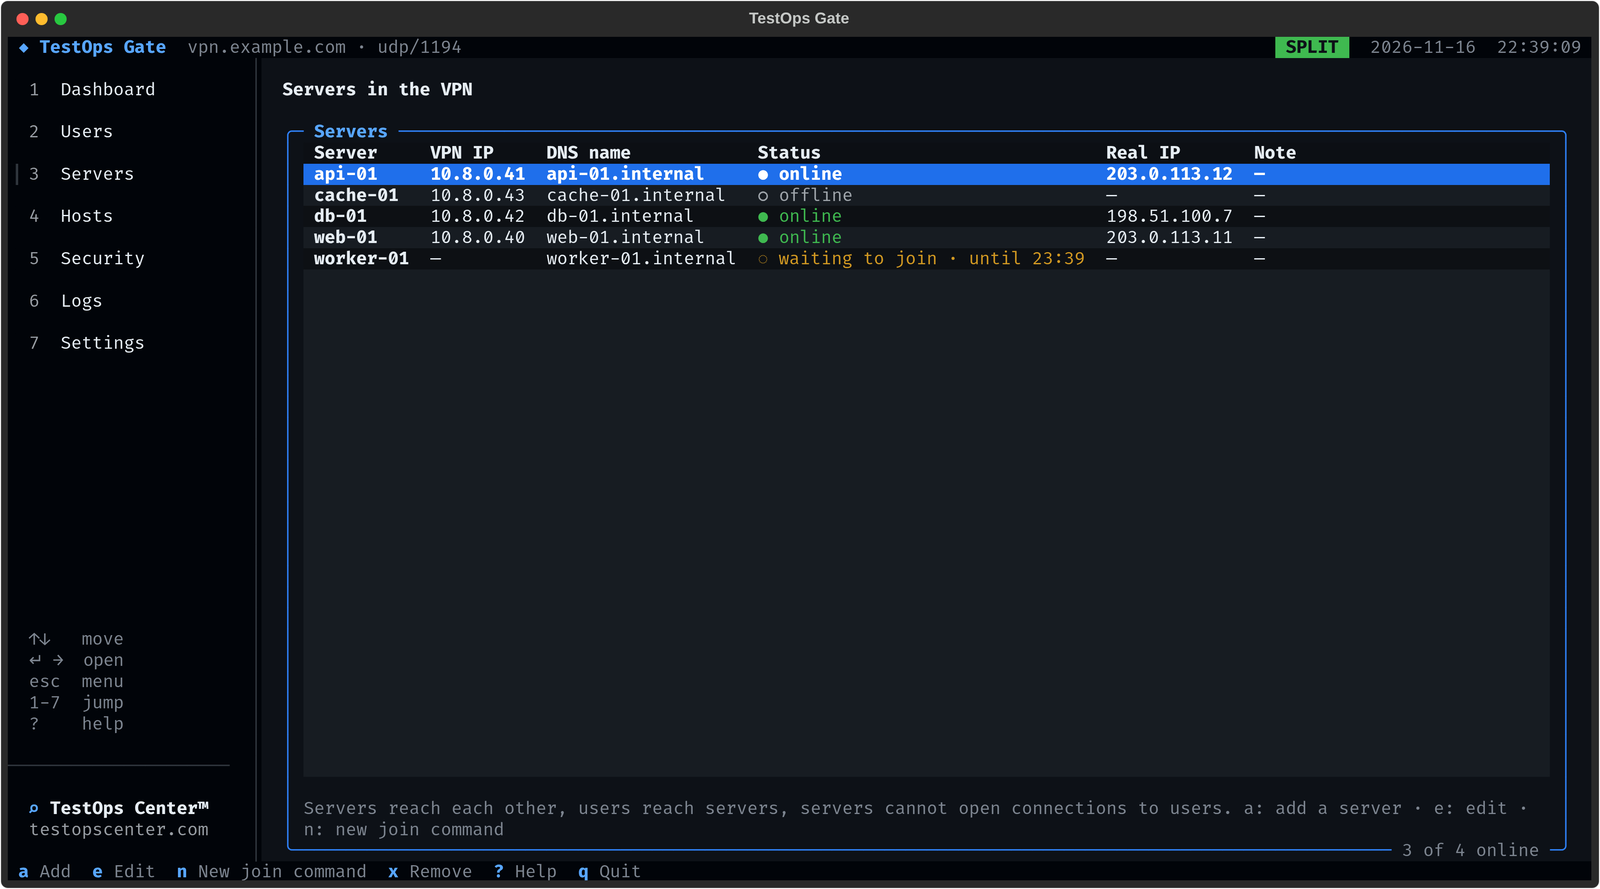 TestOps Gate
◆ TestOps Gate vpn.example.com · udp/1194 SPLIT 2026-11-16 22:39:09
1 Dashboard
2 Users
3 Servers
4 Hosts
5 Security
6 Logs
7 Settings
↑↓ move
↵ → open
esc menu
1-7 jump
? help
⌕ TestOps Center™
testopscenter.com
Servers in the VPN
Servers
Server VPN IP DNS name Status Real IP Note
api-01 10.8.0.41 api-01.internal ● online 203.0.113.12 —
cache-01 10.8.0.43 cache-01.internal ○ offline — —
db-01 10.8.0.42 db-01.internal ● online 198.51.100.7 —
web-01 10.8.0.40 web-01.internal ● online 203.0.113.11 —
worker-01 — worker-01.internal ◌ waiting to join · until 23:39 — —
Servers reach each other, users reach servers, servers cannot open connections to users. a: add a server · e: edit ·
n: new join command
3 of 4 online
a Add e Edit n New join command x Remove ? Help q Quit